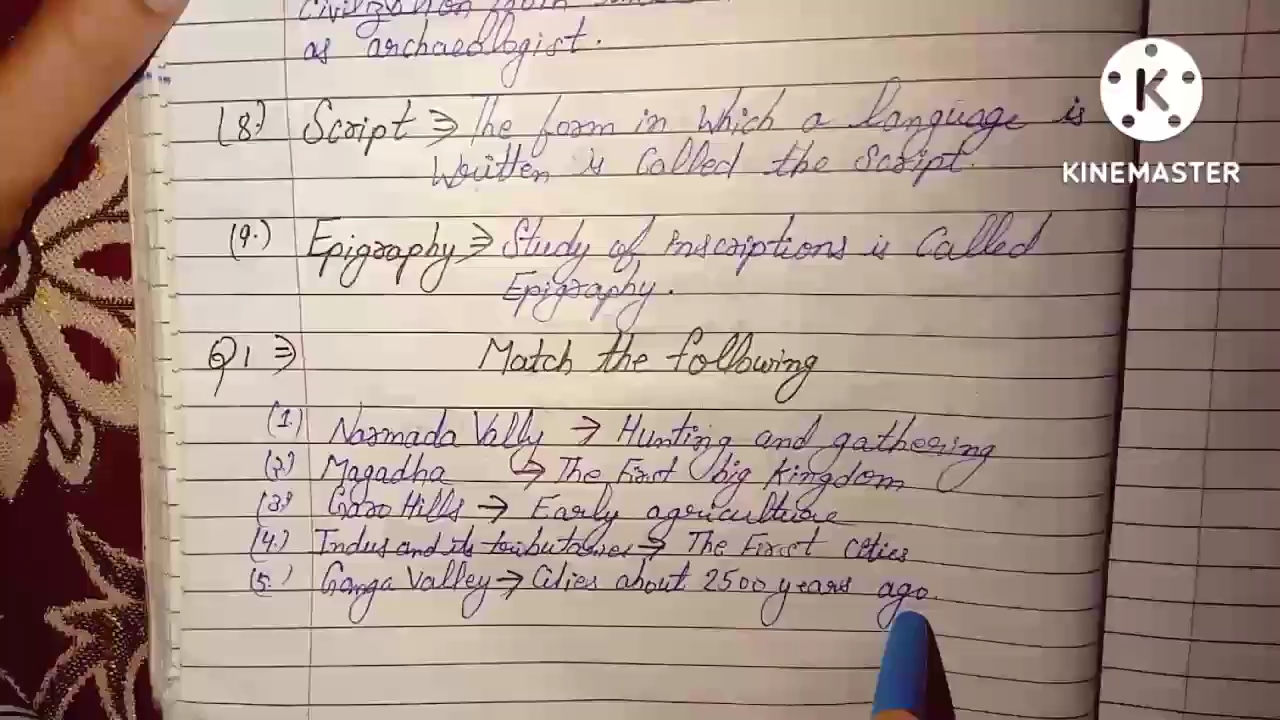 Civilization from
as archaeologist.
(8.) Script ⇒ The form in which a language is
Written is Called the Script.
(9.) Epigraphy ⇒ Study of Inscriptions is Called
Epigraphy.
Q1 ⇒ Match the following
(1.) Narmada Vally → Hunting and gathering
(2.) Magadha ↳ The First big kingdom
(3.) Garo Hills → Early agriculture
(4.) Indus and its tributaries → The First cities
(5.) Ganga Valley → Cities about 2500 years ago.
K
KINEMASTER